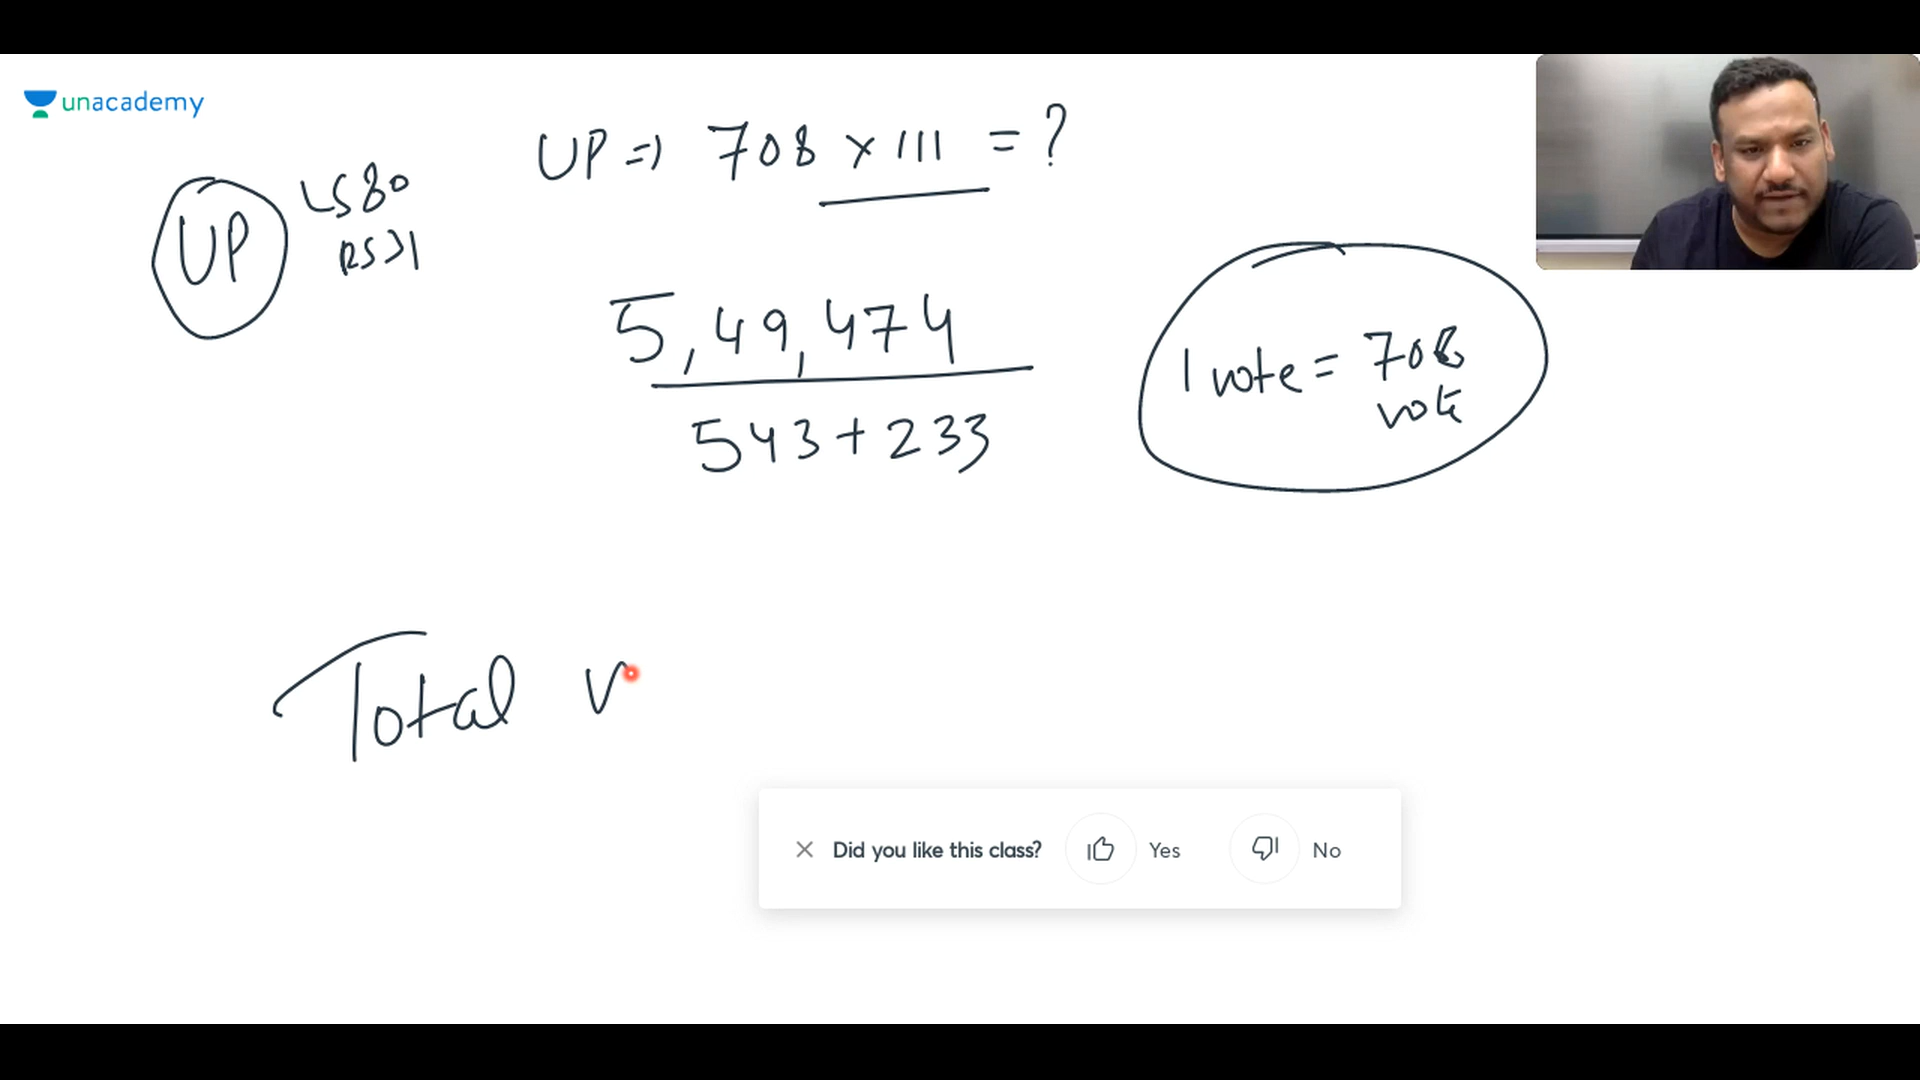 unacademy
UP => 708 x 111 = ?
UP
LS 80
RS 31
5,49,474
543 + 233
1 vote = 708
vote
Total v
Did you like this class? Yes No